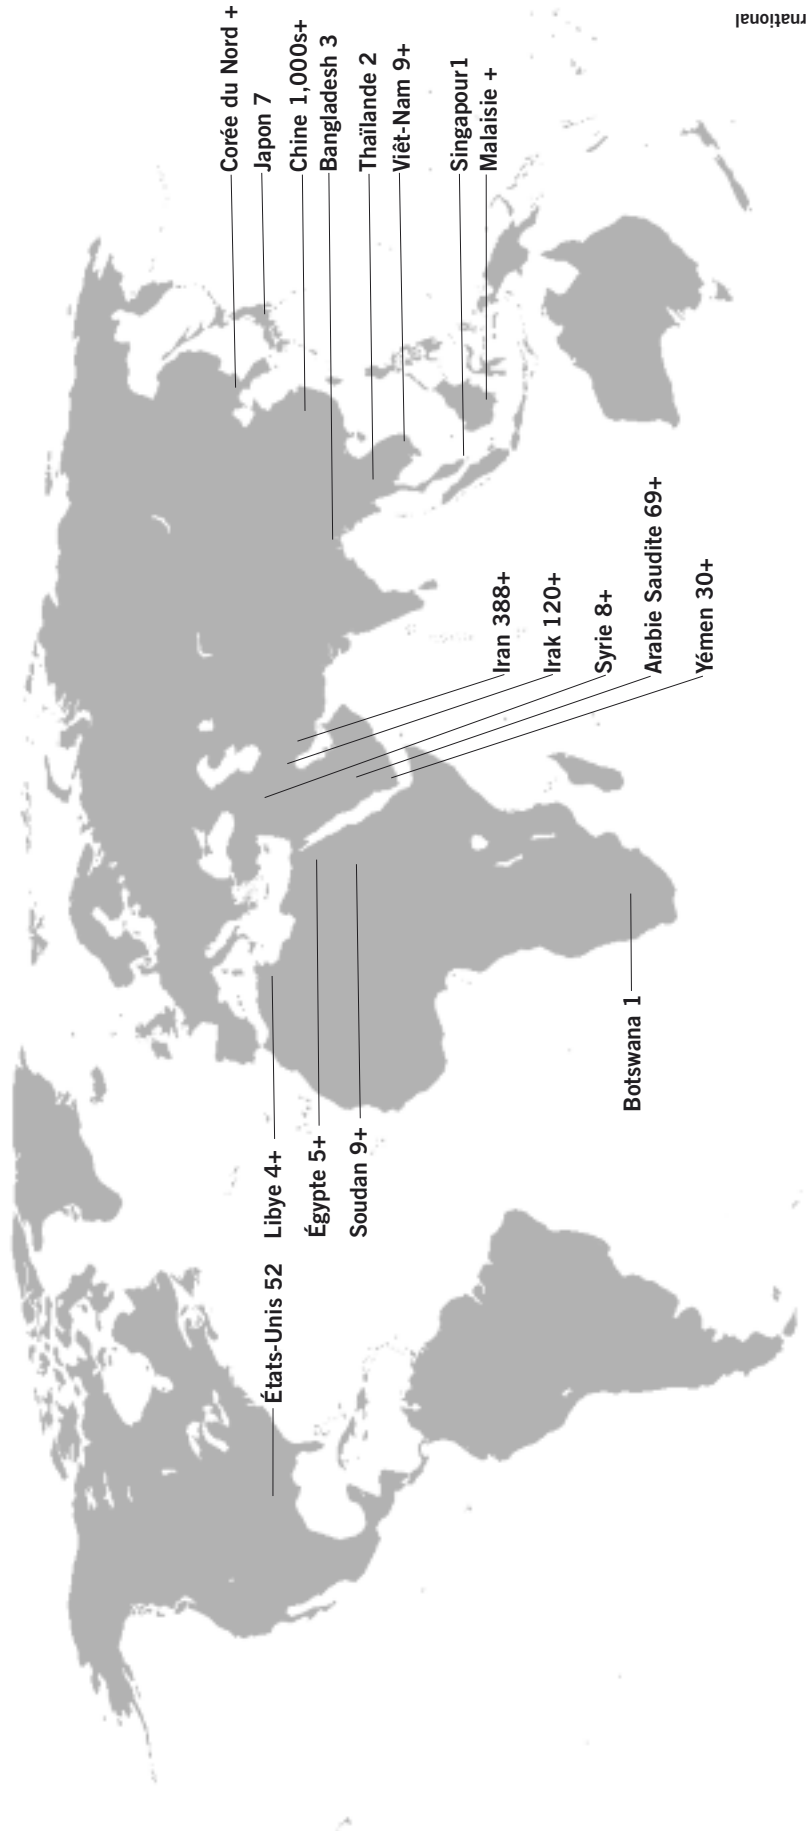 États-Unis 52
Libye 4+
Égypte 5+
Soudan 9+
Botswana 1
Iran 388+
Irak 120+
Syrie 8+
Arabie Saudite 69+
Yémen 30+
Corée du Nord +
Japon 7
Chine 1,000s+
Bangladesh 3
Thaïlande 2
Viêt-Nam 9+
Singapour1
Malaisie +